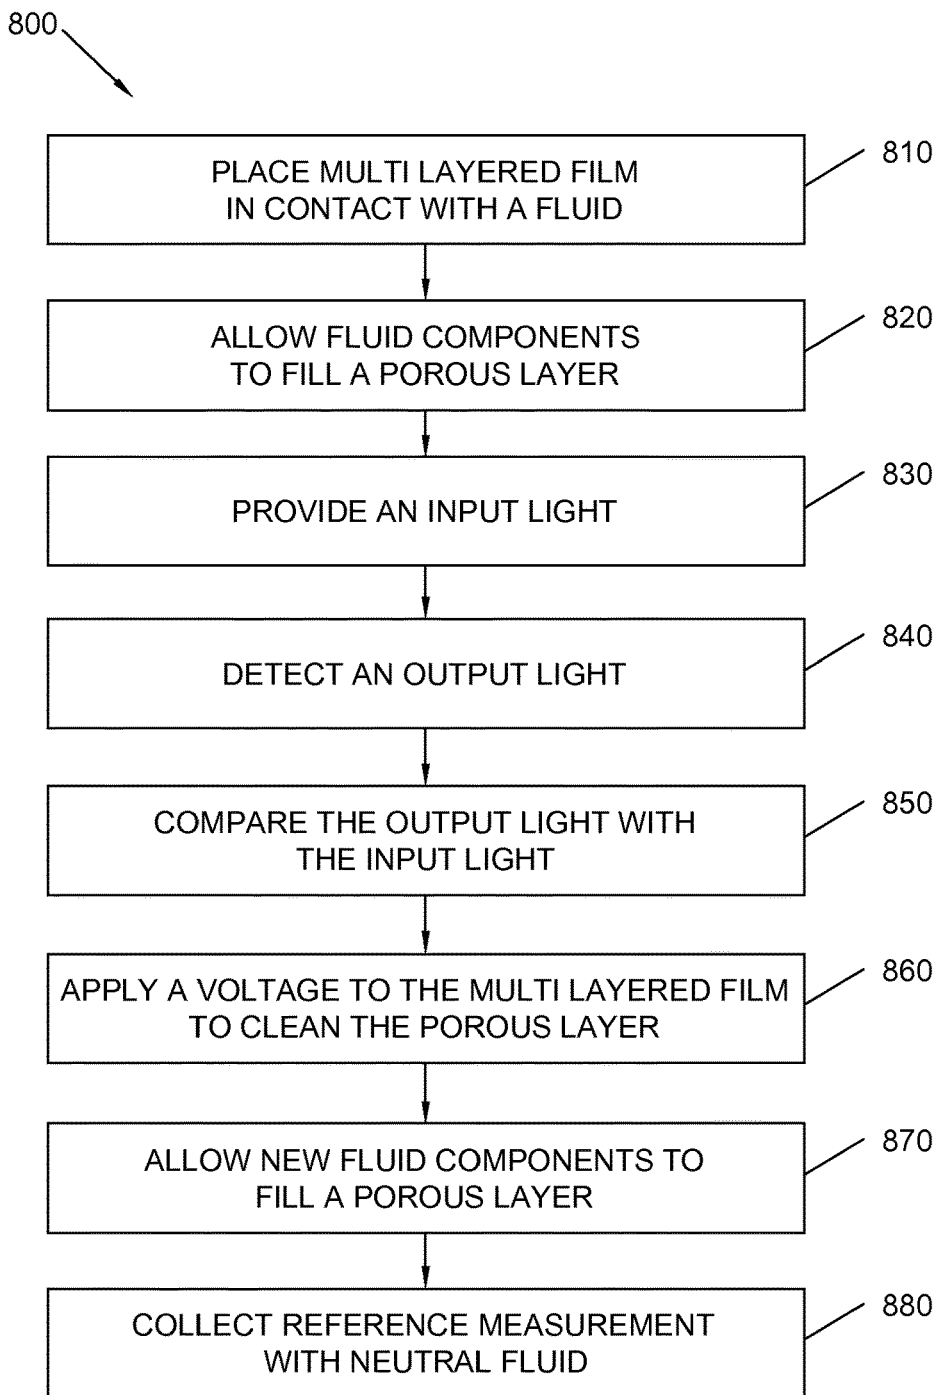 800
810
PLACE MULTI LAYERED FILM
IN CONTACT WITH A FLUID
820
ALLOW FLUID COMPONENTS
TO FILL A POROUS LAYER
830
PROVIDE AN INPUT LIGHT
840
DETECT AN OUTPUT LIGHT
850
COMPARE THE OUTPUT LIGHT WITH
THE INPUT LIGHT
860
APPLY A VOLTAGE TO THE MULTI LAYERED FILM
TO CLEAN THE POROUS LAYER
870
ALLOW NEW FLUID COMPONENTS TO
FILL A POROUS LAYER
880
COLLECT REFERENCE MEASUREMENT
WITH NEUTRAL FLUID